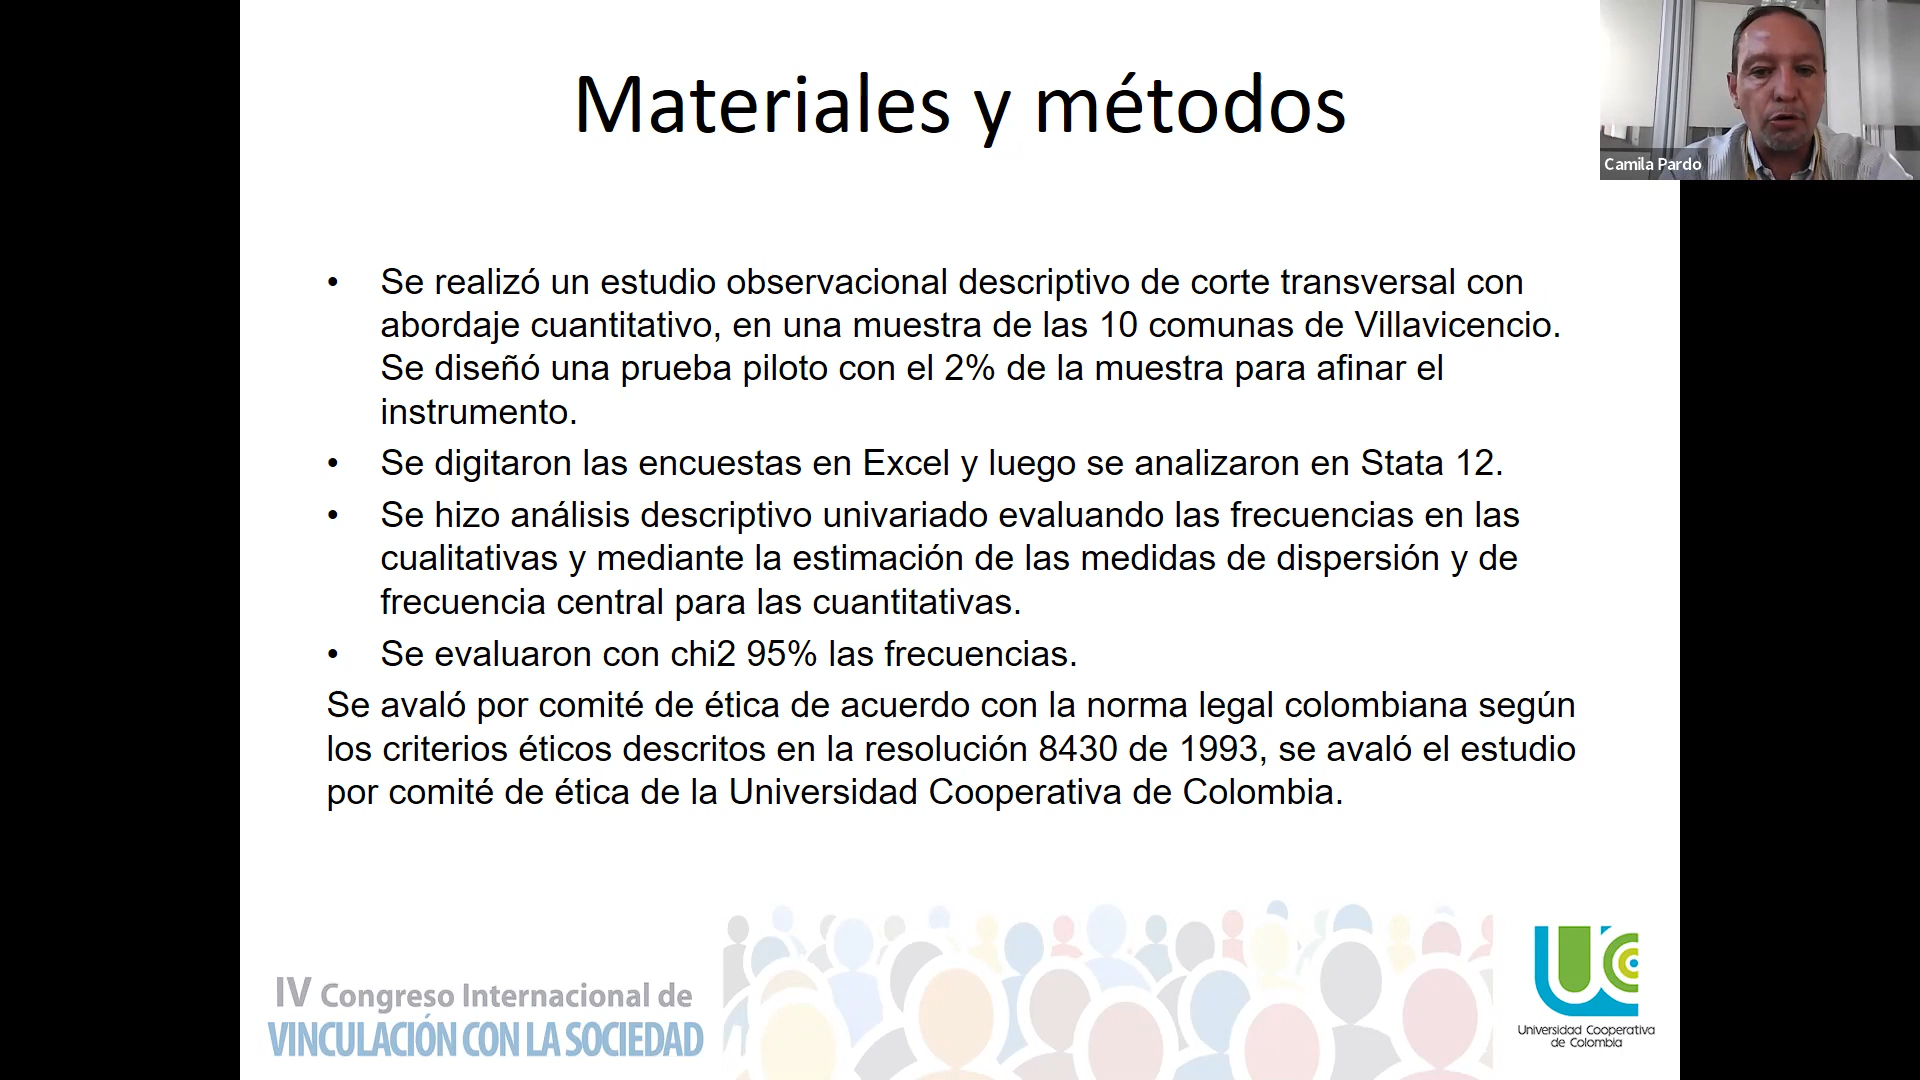 Materiales y métodos
Camila Pardo
• Se realizó un estudio observacional descriptivo de corte transversal con
abordaje cuantitativo, en una muestra de las 10 comunas de Villavicencio.
Se diseñó una prueba piloto con el 2% de la muestra para afinar el
instrumento.
• Se digitaron las encuestas en Excel y luego se analizaron en Stata 12.
• Se hizo análisis descriptivo univariado evaluando las frecuencias en las
cualitativas y mediante la estimación de las medidas de dispersión y de
frecuencia central para las cuantitativas.
• Se evaluaron con chi2 95% las frecuencias.
Se avaló por comité de ética de acuerdo con la norma legal colombiana según
los criterios éticos descritos en la resolución 8430 de 1993, se avaló el estudio
por comité de ética de la Universidad Cooperativa de Colombia.
IV Congreso Internacional de
VINCULACIÓN CON LA SOCIEDAD
UCC
Universidad Cooperativa
de Colombia